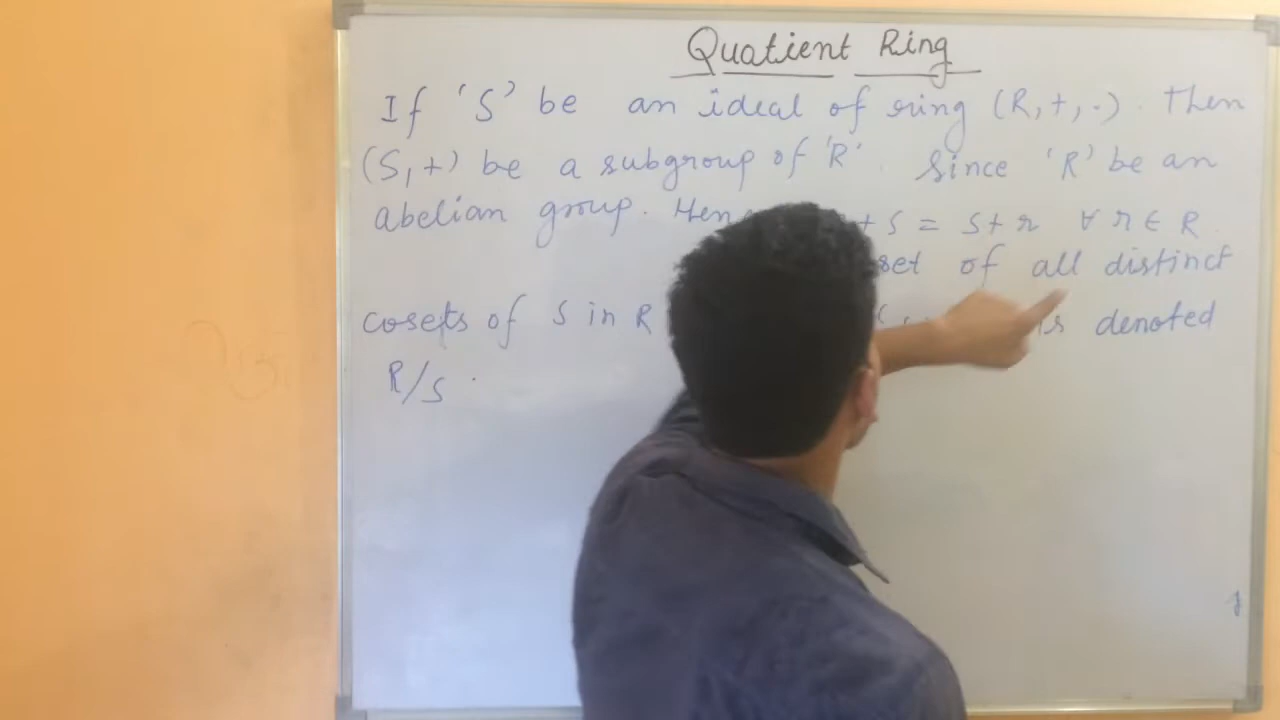 Quatient Ring
If 'S' be an ideal of ring (R,+,·). Then
(S,+) be a subgroup of 'R'. Since 'R' be an
abelian group. + S = S+r ∀ r ∈ R.
set of all distinct
cosets of S in R is denoted
R/S.